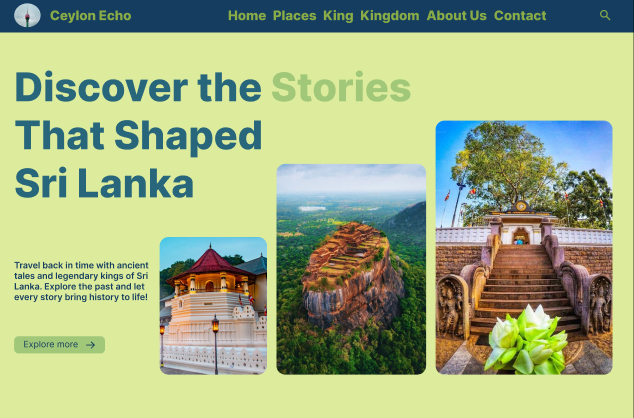 Ceylon Echo
Home Places King Kingdom About Us Contact
Discover the Stories
That Shaped
Sri Lanka
Travel back in time with ancient
tales and legendary kings of Sri
Lanka. Explore the past and let
every story bring history to life!
Explore more